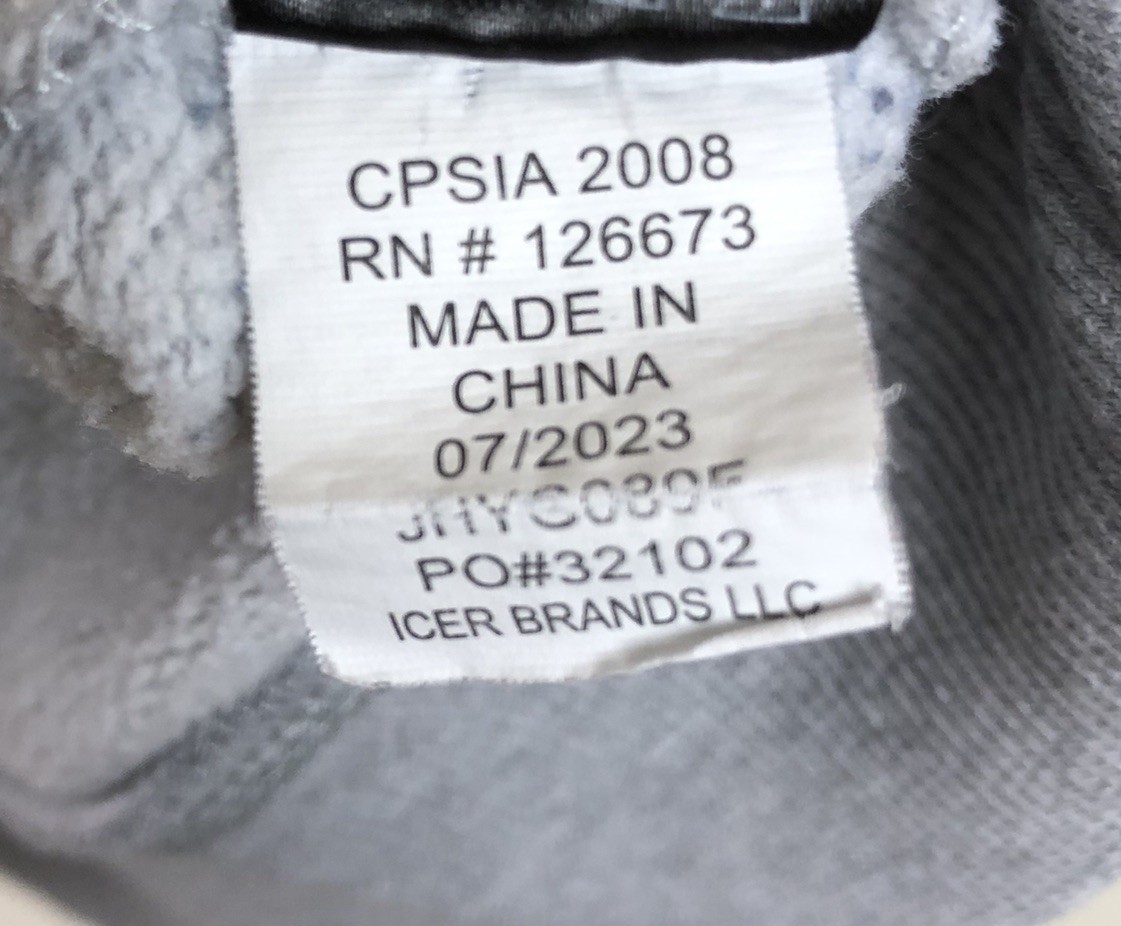 CPSIA 2008
RN # 126673
MADE IN
CHINA
07/2023
PO#32102
ICER BRANDS LLC